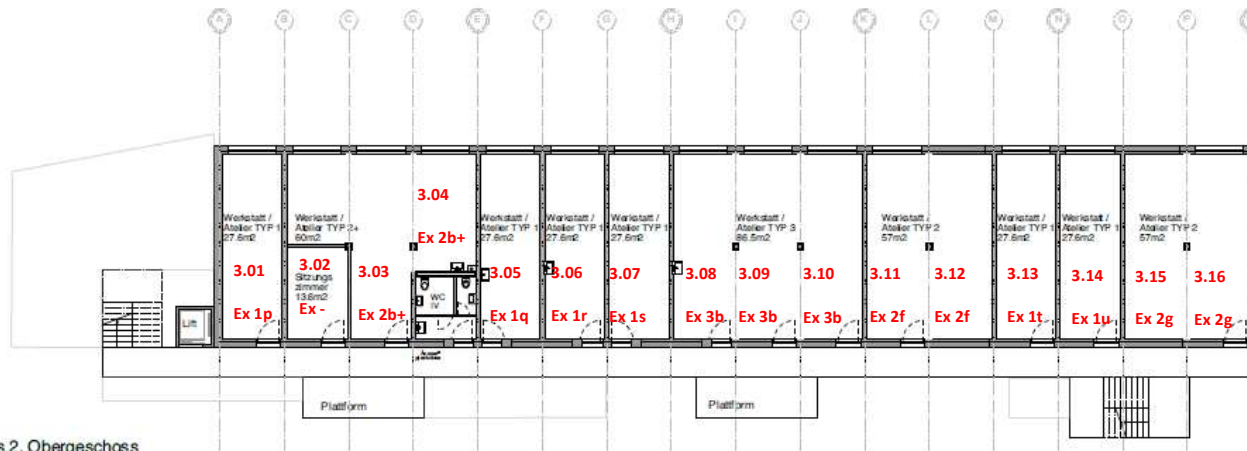 A B C D E F G H I J K L M N O P
3.04
Werkstatt /
Atelier TYP 1
27.6m2
Werkstatt /
Atelier TYP 2+
60m2
Ex 2b+
Werkstatt /
Atelier TYP 1
27.6m2
Werkstatt /
Atelier TYP 1
27.6m2
Werkstatt /
Atelier TYP 1
27.6m2
Werkstatt /
Atelier TYP 3
86.5m2
Werkstatt /
Atelier TYP 2
57m2
Werkstatt /
Atelier TYP 1
27.6m2
Werkstatt /
Atelier TYP 1
27.6m2
Werkstatt /
Atelier TYP 2
57m2
3.01
3.02
Sitzungs
zimmer
13.6m2
3.03
3.05
3.06
3.07
3.08
3.09
3.10
3.11
3.12
3.13
3.14
3.15
3.16
WC
IV
Lift
Ex 1p
Ex -
Ex 2b+
Ex 1q
Ex 1r
Ex 1s
Ex 3b
Ex 3b
Ex 3b
Ex 2f
Ex 2f
Ex 1t
Ex 1u
Ex 2g
Ex 2g
Plattform
Plattform
s 2. Obergeschoss